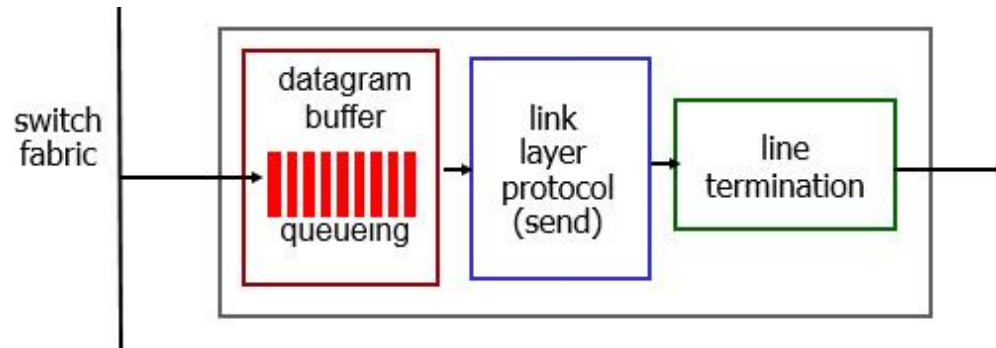 switch
fabric
datagram
buffer
queueing
link
layer
protocol
(send)
line
termination